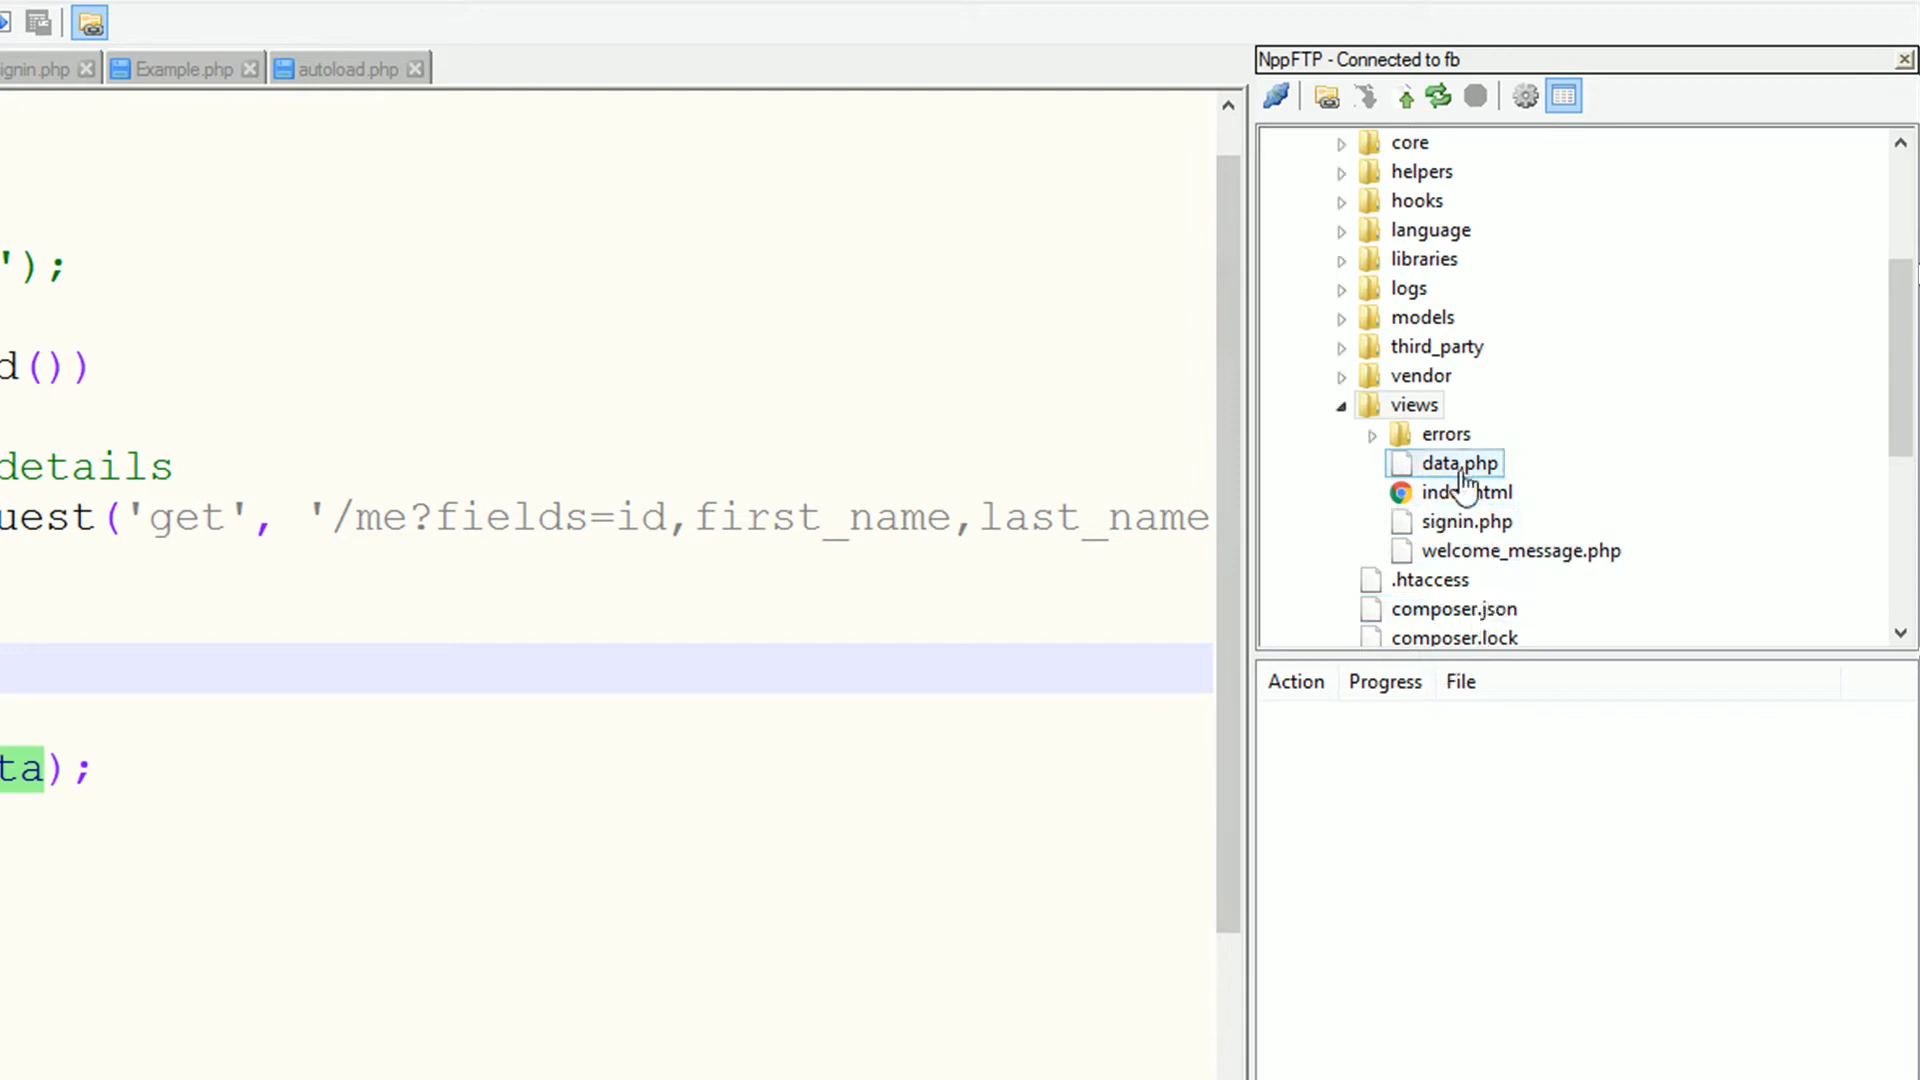 ignin.php
Example.php
autoload.php
');
d())
details
uest('get', '/me?fields=id,first_name,last_name
ta);
NppFTP - Connected to fb
core
helpers
hooks
language
libraries
logs
models
third_party
vendor
views
errors
data.php
index.html
signin.php
welcome_message.php
.htaccess
composer.json
composer.lock
Action Progress File